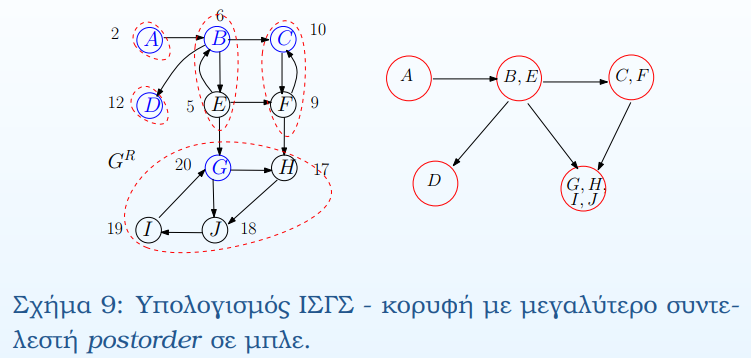 6
2 A B C 10
A B, E C, F
12 D 5 E F 9
G^R 20 G H 17
D G, H,
I, J
19 I J 18
Σχήμα 9: Υπολογισμός ΙΣΓΣ - κορυφή με μεγαλύτερο συντε-
λεστή postorder σε μπλε.